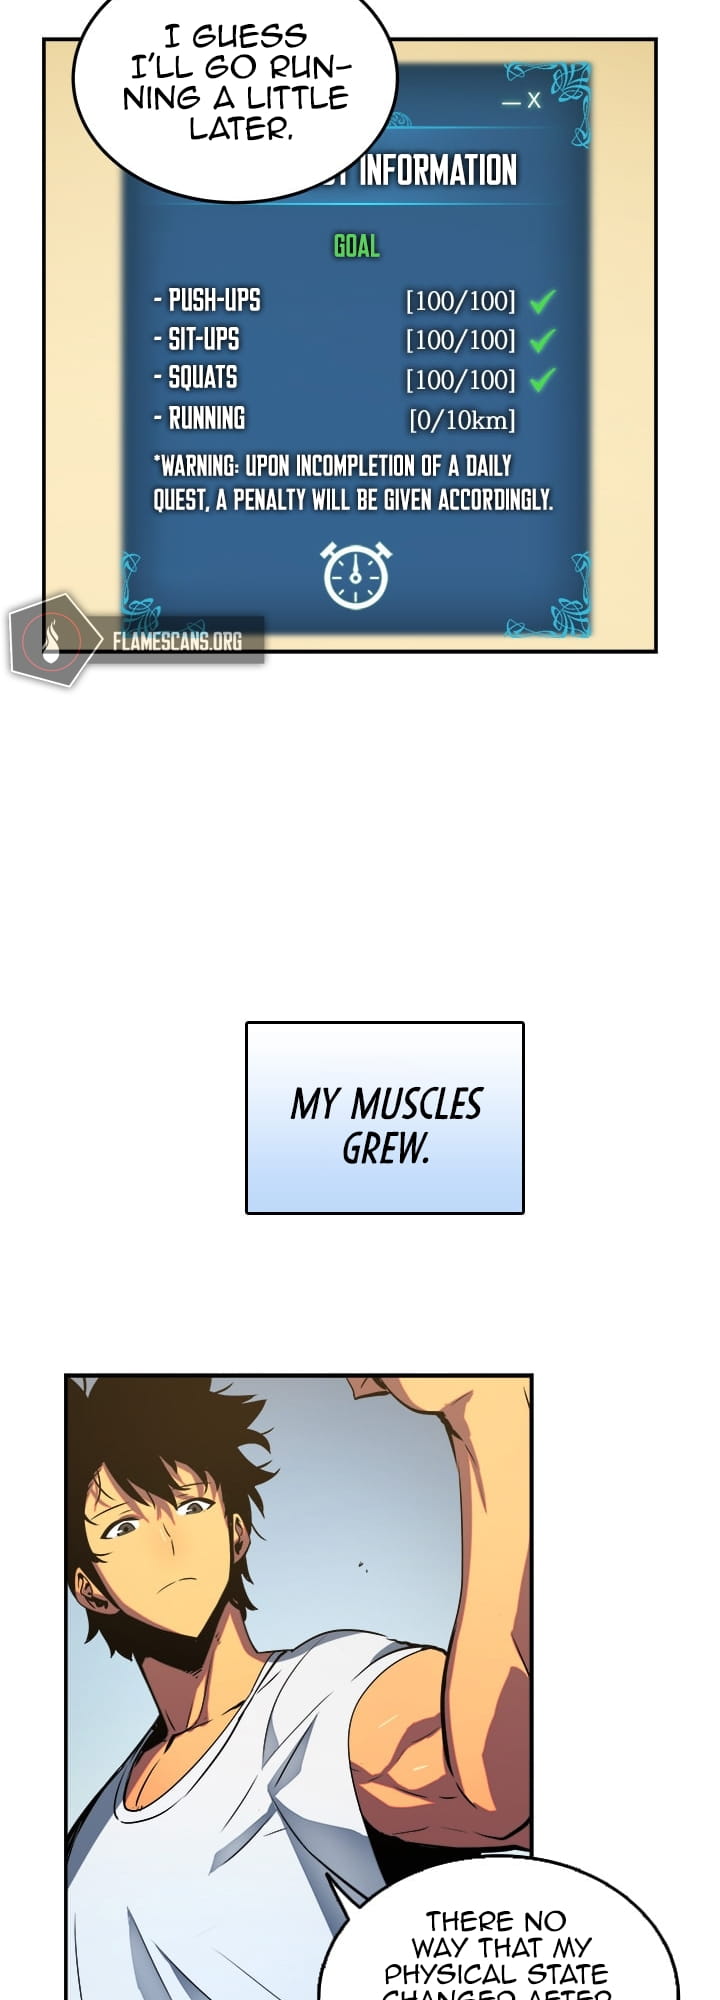 I GUESS
I'LL GO RUN-
NING A LITTLE
LATER.
— X
INFORMATION
GOAL
- PUSH-UPS [100/100] ✓
- SIT-UPS [100/100] ✓
- SQUATS [100/100] ✓
- RUNNING [0/10km]
*WARNING: UPON INCOMPLETION OF A DAILY
QUEST, A PENALTY WILL BE GIVEN ACCORDINGLY.
FLAMESCANS.ORG
MY MUSCLES
GREW.
THERE NO
WAY THAT MY
PHYSICAL STATE
CHANGED AFTER